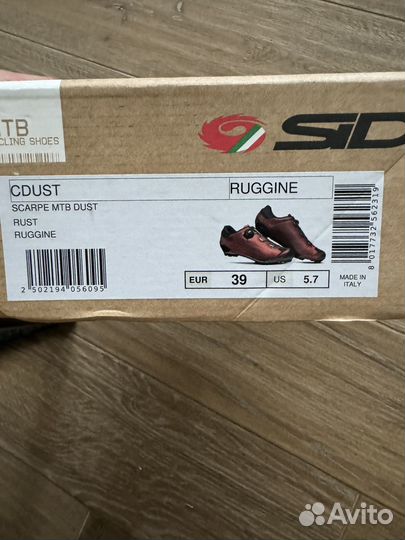 MTB
CLING SHOES
SiD
CDUST
RUGGINE
SCARPE MTB DUST
RUST
RUGGINE
2 502194 056095
EUR 39 US 5.7
MADE IN
ITALY
8 017732 562319
Avito